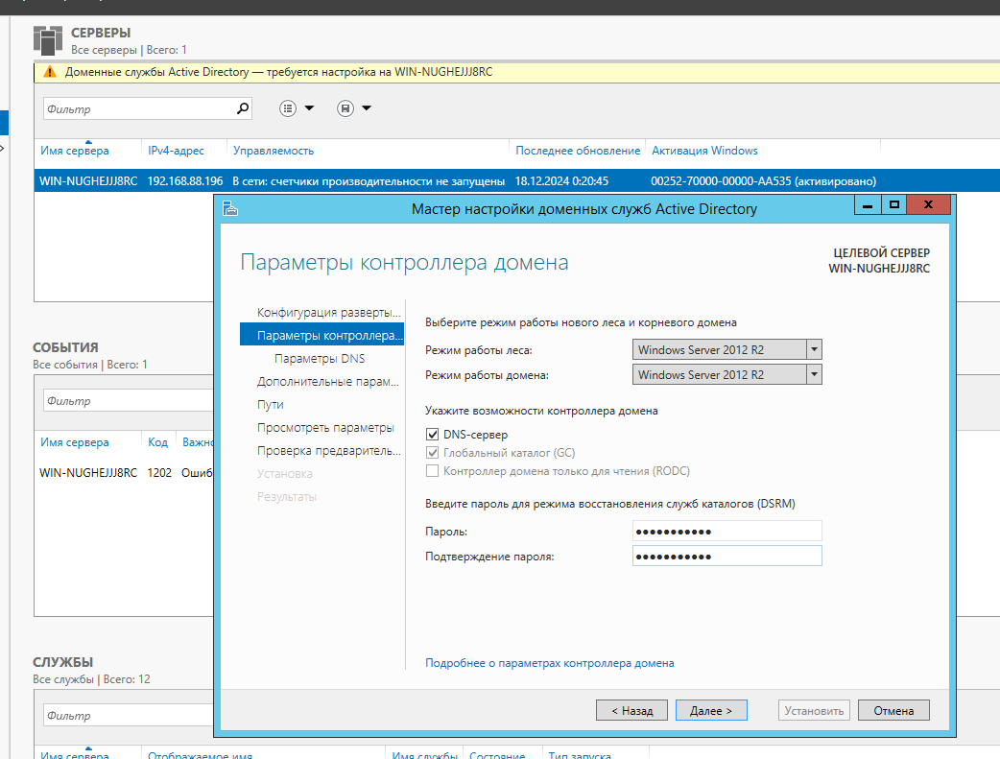 СЕРВЕРЫ
Все серверы | Всего: 1
Доменные службы Active Directory — требуется настройка на WIN-NUGHEJJJ8RC
Фильтр
Имя сервера IPv4-адрес Управляемость Последнее обновление Активация Windows
WIN-NUGHEJJJ8RC 192.168.88.196 В сети: счетчики производительности не запущены 18.12.2024 0:20:45 00252-70000-00000-AA535 (активировано)
Мастер настройки доменных служб Active Directory
Параметры контроллера домена
ЦЕЛЕВОЙ СЕРВЕР
WIN-NUGHEJJJ8RC
Конфигурация разверты...
Параметры контроллера...
Параметры DNS
Дополнительные парам...
Пути
Просмотреть параметры
Проверка предваритель...
Установка
Результаты
Выберите режим работы нового леса и корневого домена
Режим работы леса: Windows Server 2012 R2
Режим работы домена: Windows Server 2012 R2
Укажите возможности контроллера домена
DNS-сервер
Глобальный каталог (GC)
Контроллер домена только для чтения (RODC)
Введите пароль для режима восстановления служб каталогов (DSRM)
Пароль: ●●●●●●●●●●●
Подтверждение пароля: ●●●●●●●●●●●
Подробнее о параметрах контроллера домена
< Назад Далее > Установить Отмена
СОБЫТИЯ
Все события | Всего: 1
Фильтр
Имя сервера Код Важно
WIN-NUGHEJJJ8RC 1202 Ошиб
СЛУЖБЫ
Все службы | Всего: 12
Фильтр
Имя сервера Отображаемое имя Имя службы Состояние Тип запуска